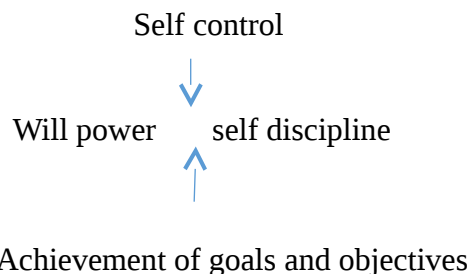 Self control
Will power self discipline
Achievement of goals and objectives